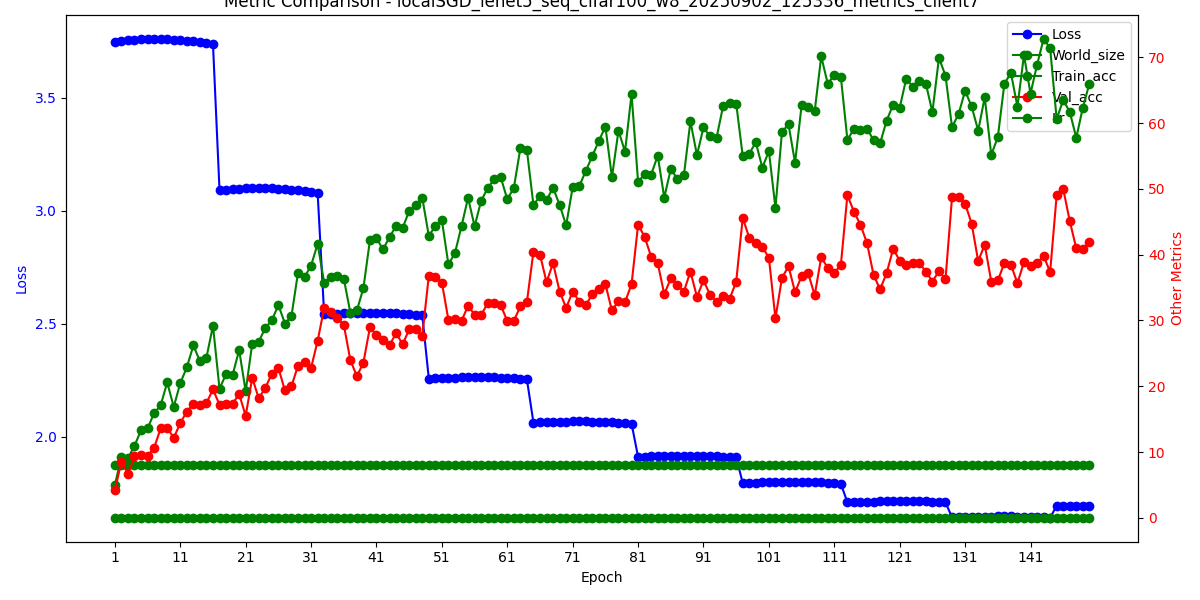 Metric Comparison - localSGD_lenet5_seq_cifar100_w8_20250902_125336_metrics_client7
Loss
World_size
Train_acc
Val_acc
3.5
3.0
2.5
2.0
Loss
70
60
50
40
30
20
10
0
Other Metrics
1 11 21 31 41 51 61 71 81 91 101 111 121 131 141
Epoch